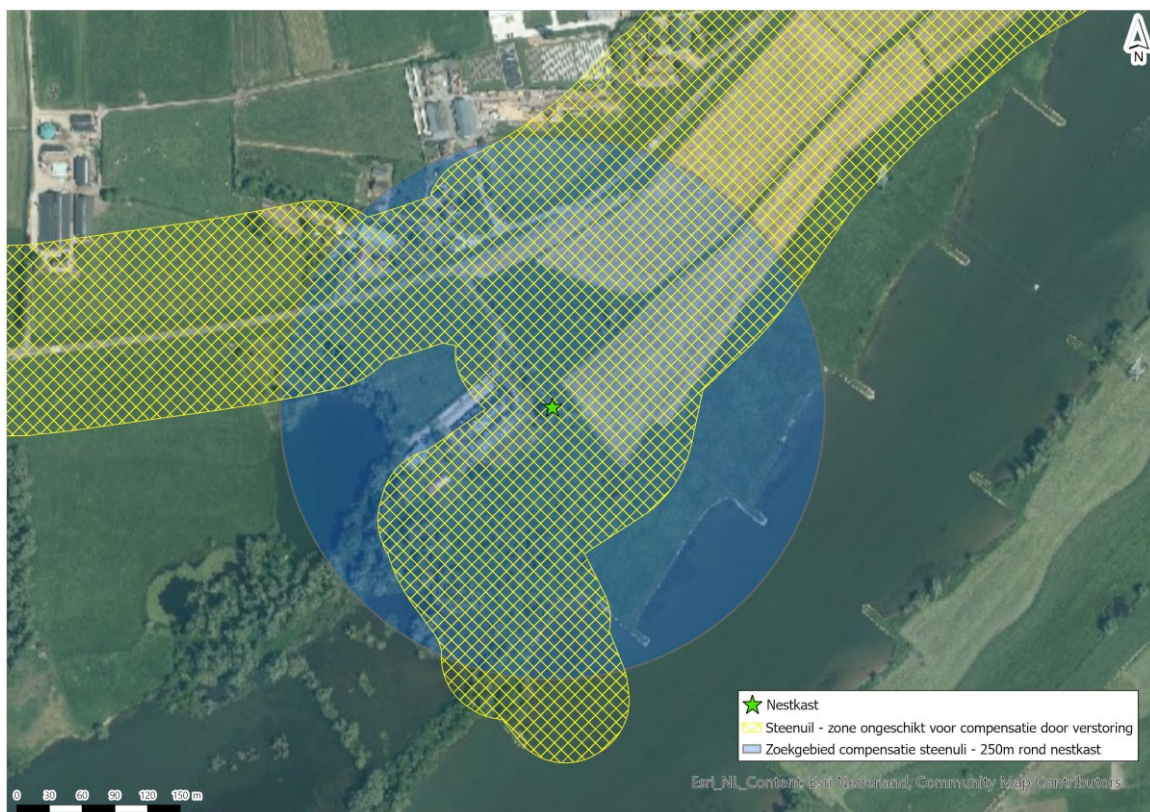 N
Nestkast
Steenuil - zone ongeschikt voor compensatie door verstoring
Zoekgebied compensatie steenuli - 250m rond nestkast
Esri_NL_Content, Esri Nederland, Community Map Contributors
0 30 60 90 120 150 m